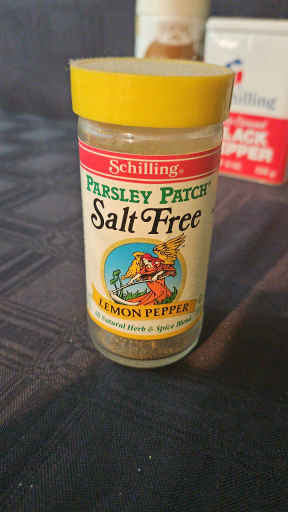 Schilling®
PARSLEY PATCH®
Salt Free
LEMON PEPPER
All Natural Herb & Spice Blend
Schilling
BLACK
PEPPER